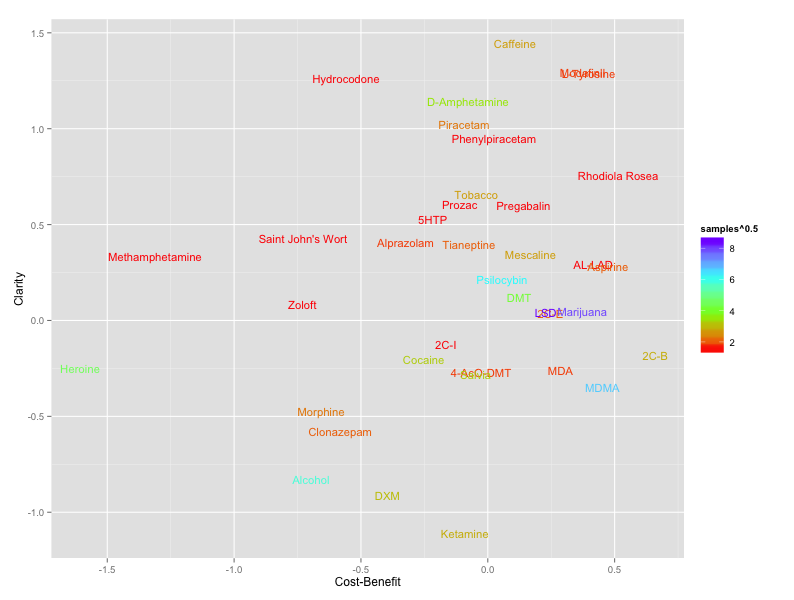 1.5
Caffeine
Modafinil
L-Tyrosine
Hydrocodone
D-Amphetamine
Piracetam
1.0
Phenylpiracetam
Rhodiola Rosea
Tobacco
Prozac
Pregabalin
5HTP
0.5
samples^0.5
Saint John's Wort
Alprazolam
Tianeptine
8
Methamphetamine
Mescaline
AL-LAD
Aspirine
Clarity
Psilocybin
6
DMT
Zoloft
LSD
Marijuana
4
0.0
2C-I
2
2C-B
Cocaine
Heroine
4-AcO-DMT
Salvia
MDA
MDMA
Morphine
-0.5
Clonazepam
Alcohol
DXM
-1.0
Ketamine
-1.5
-1.0
-0.5
0.0
0.5
Cost-Benefit